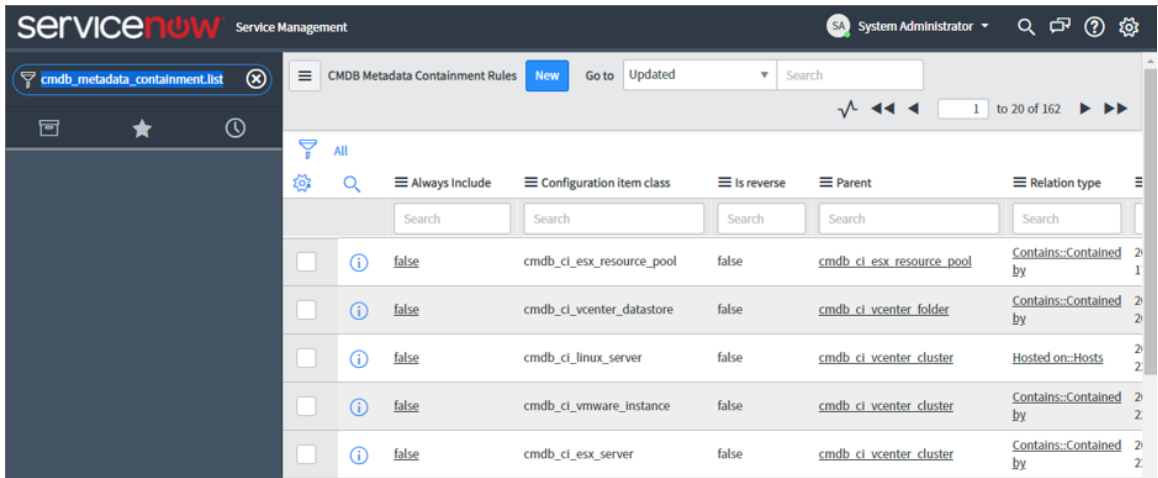 servicenow Service Management
SA System Administrator
cmdb_metadata_containment.list
CMDB Metadata Containment Rules New Go to Updated Search
1 to 20 of 162
All
Always Include Configuration item class Is reverse Parent Relation type
Search Search Search Search Search
false cmdb_ci_esx_resource_pool false cmdb_ci_esx_resource_pool Contains::Contained
by
false cmdb_ci_vcenter_datastore false cmdb_ci_vcenter_folder Contains::Contained
by
false cmdb_ci_linux_server false cmdb_ci_vcenter_cluster Hosted on::Hosts
false cmdb_ci_vmware_instance false cmdb_ci_vcenter_cluster Contains::Contained
by
false cmdb_ci_esx_server false cmdb_ci_vcenter_cluster Contains::Contained
by